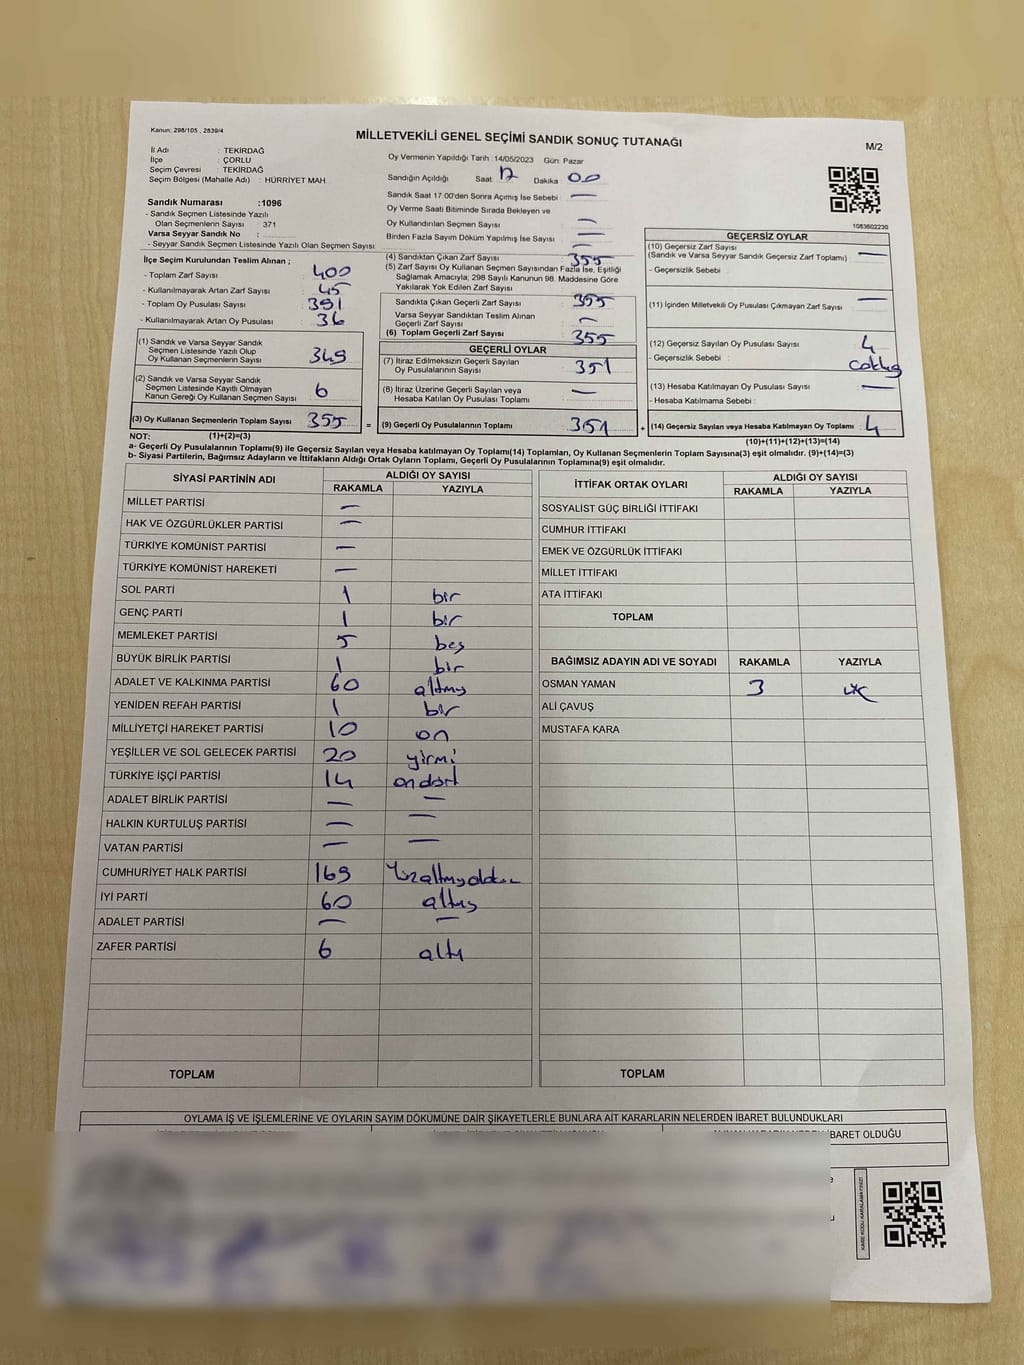 Kanun: 298/105 , 2839/4
MİLLETVEKİLİ GENEL SEÇİMİ SANDIK SONUÇ TUTANAĞI
M/2
İl Adı : TEKİRDAĞ
İlçe : ÇORLU
Seçim Çevresi : TEKİRDAĞ
Seçim Bölgesi (Mahalle Adı) : HÜRRİYET MAH.
Sandık Numarası :1096
- Sandık Seçmen Listesinde Yazılı
Olan Seçmenlerin Sayısı : 371
Varsa Seyyar Sandık No :
- Seyyar Sandık Seçmen Listesinde Yazılı Olan Seçmen Sayısı:
Oy Vermenin Yapıldığı Tarih :14/05/2023 Gün: Pazar
Sandığın Açıldığı Saat: 17 Dakika 00
Sandık Saat 17:00'den Sonra Açımış İse Sebebi : —
Oy Verme Saati Bitiminde Sırada Bekleyen ve
Oy Kullandırılan Seçmen Sayısı : —
Birden Fazla Sayım Döküm Yapılmış İse Sayısı : —
1083602230
İlçe Seçim Kurulundan Teslim Alınan ;
- Toplam Zarf Sayısı : 400
- Kullanılmayarak Artan Zarf Sayısı : 45
- Toplam Oy Pusulası Sayısı : 391
- Kullanılmayarak Artan Oy Pusulası : 36
(1) Sandık ve Varsa Seyyar Sandık
Seçmen Listesinde Yazılı Olup
Oy Kullanan Seçmenlerin Sayısı : 349
(2) Sandık ve Varsa Seyyar Sandık
Seçmen Listesinde Kayıtlı Olmayan
Kanun Gereği Oy Kullanan Seçmen Sayısı : 6
(3) Oy Kullanan Seçmenlerin Toplam Sayısı : 355 =
(4) Sandıktan Çıkan Zarf Sayısı : 355
(5) Zarf Sayısı Oy Kullanan Seçmen Sayısından Fazla İse, Eşitliği
Sağlamak Amacıyla, 298 Sayılı Kanunun 98. Maddesine Göre
Yakılarak Yok Edilen Zarf Sayısı : —
Sandıkta Çıkan Geçerli Zarf Sayısı : 355
Varsa Seyyar Sandıktan Teslim Alınan
Geçerli Zarf Sayısı : —
(6) Toplam Geçerli Zarf Sayısı : 355
GEÇERLİ OYLAR
(7) İtiraz Edilmeksizin Geçerli Sayılan
Oy Pusulalarının Sayısı : 351
(8) İtiraz Üzerine Geçerli Sayılan veya
Hesaba Katılan Oy Pusulası Toplamı : —
(9) Geçerli Oy Pusulalarının Toplamı : 351 +
GEÇERSİZ OYLAR
(10) Geçersiz Zarf Sayısı
(Sandık ve Varsa Seyyar Sandık Geçersiz Zarf Toplamı) : —
- Geçersizlik Sebebi :
(11) İçinden Milletvekili Oy Pusulası Çıkmayan Zarf Sayısı : —
(12) Geçersiz Sayılan Oy Pusulası Sayısı : 4
- Geçersizlik Sebebi :
(13) Hesaba Katılmayan Oy Pusulası Sayısı : —
- Hesaba Katılmama Sebebi :
(14) Geçersiz Sayılan veya Hesaba Katılmayan Oy Toplamı : 4
NOT: (1)+(2)=(3) (10)+(11)+(12)+(13)=(14)
a- Geçerli Oy Pusulalarının Toplamı(9) ile Geçersiz Sayılan veya Hesaba katılmayan Oy Toplamı(14) Toplamları, Oy Kullanan Seçmenlerin Toplam Sayısına(3) eşit olmalıdır. (9)+(14)=(3)
b- Siyasi Partilerin, Bağımsız Adayların ve İttifakların Aldığı Oyların Toplamı, Geçerli Oy Pusulalarının Toplamına(9) eşit olmalıdır.
SİYASİ PARTİNİN ADI ALDIĞI OY SAYISI
RAKAMLA YAZIYLA
MİLLET PARTİSİ —
HAK VE ÖZGÜRLÜKLER PARTİSİ —
TÜRKİYE KOMÜNİST PARTİSİ —
TÜRKİYE KOMÜNİST HAREKETİ —
SOL PARTİ 1 bir
GENÇ PARTİ 1 bir
MEMLEKET PARTİSİ 5 beş
BÜYÜK BİRLİK PARTİSİ 1 bir
ADALET VE KALKINMA PARTİSİ 60 altmış
YENİDEN REFAH PARTİSİ 1 bir
MİLLİYETÇİ HAREKET PARTİSİ 10 on
YEŞİLLER VE SOL GELECEK PARTİSİ 20 yirmi
TÜRKİYE İŞÇİ PARTİSİ 14 ondört
ADALET BİRLİK PARTİSİ — —
HALKIN KURTULUŞ PARTİSİ — —
VATAN PARTİSİ — —
CUMHURİYET HALK PARTİSİ 169 Yüzaltmışdokuz
İYİ PARTİ 60 altmış
ADALET PARTİSİ — —
ZAFER PARTİSİ 6 altı
TOPLAM
İTTİFAK ORTAK OYLARI ALDIĞI OY SAYISI
RAKAMLA YAZIYLA
SOSYALİST GÜÇ BİRLİĞİ İTTİFAKI
CUMHUR İTTİFAKI
EMEK VE ÖZGÜRLÜK İTTİFAKI
MİLLET İTTİFAKI
ATA İTTİFAKI
TOPLAM
BAĞIMSIZ ADAYIN ADI VE SOYADI RAKAMLA YAZIYLA
OSMAN YAMAN 3 üç
ALİ ÇAVUŞ
MUSTAFA KARA
TOPLAM
OYLAMA İŞ VE İŞLEMLERİNE VE OYLARIN SAYIM DÖKÜMÜNE DAİR ŞİKAYETLERLE BUNLARA AİT KARARLARIN NELERDEN İBARET BULUNDUKLARI
İBARET OLDUĞU
KARE KODU KARALAMAYINIZ!